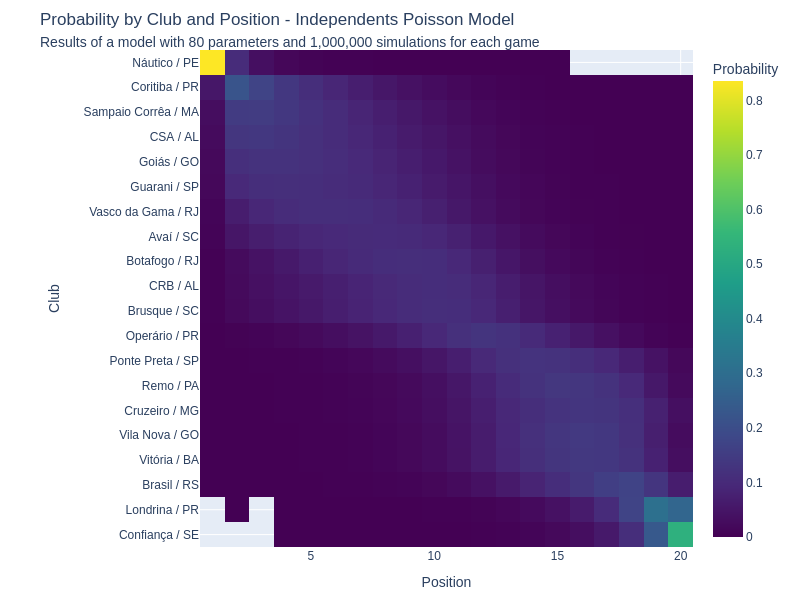 Probability by Club and Position - Independents Poisson Model
Results of a model with 80 parameters and 1,000,000 simulations for each game
Probability
Club
Náutico / PE
Coritiba / PR
Sampaio Corrêa / MA
CSA / AL
Goiás / GO
Guarani / SP
Vasco da Gama / RJ
Avaí / SC
Botafogo / RJ
CRB / AL
Brusque / SC
Operário / PR
Ponte Preta / SP
Remo / PA
Cruzeiro / MG
Vila Nova / GO
Vitória / BA
Brasil / RS
Londrina / PR
Confiança / SE
0.8
0.7
0.6
0.5
0.4
0.3
0.2
0.1
0
5 10 15 20
Position